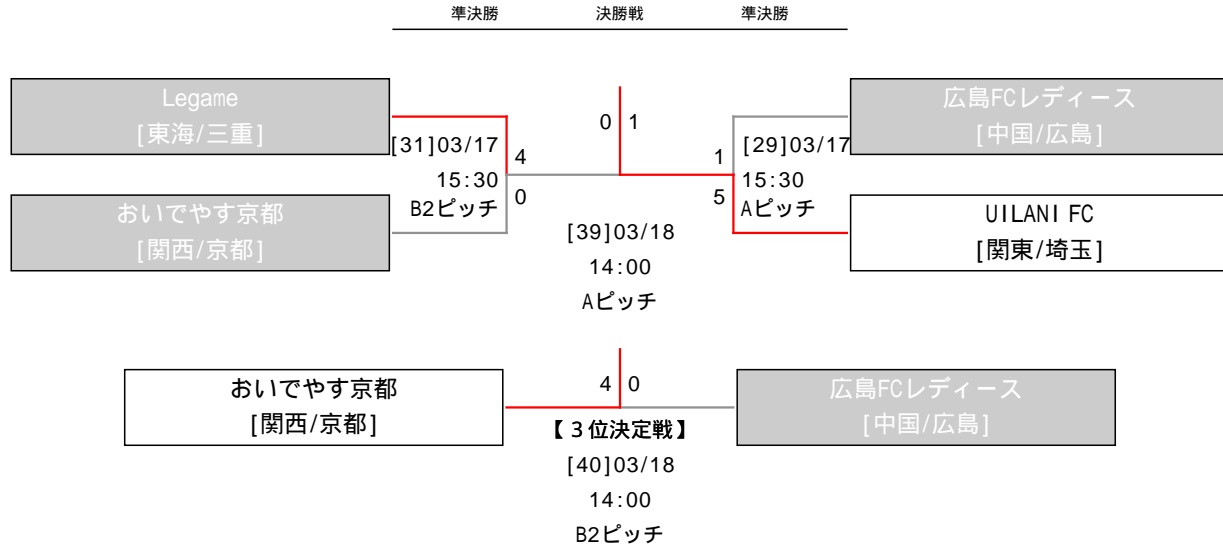 準決勝 決勝戦 準決勝
Legame
[東海/三重]
おいでやす京都
[関西/京都]
[31]03/17
15:30
B2ピッチ
4
0
0 1
[39]03/18
14:00
Aピッチ
1
5
[29]03/17
15:30
Aピッチ
広島FCレディース
[中国/広島]
UILANI FC
[関東/埼玉]
おいでやす京都
[関西/京都]
4 0
【３位決定戦】
[40]03/18
14:00
B2ピッチ
広島FCレディース
[中国/広島]